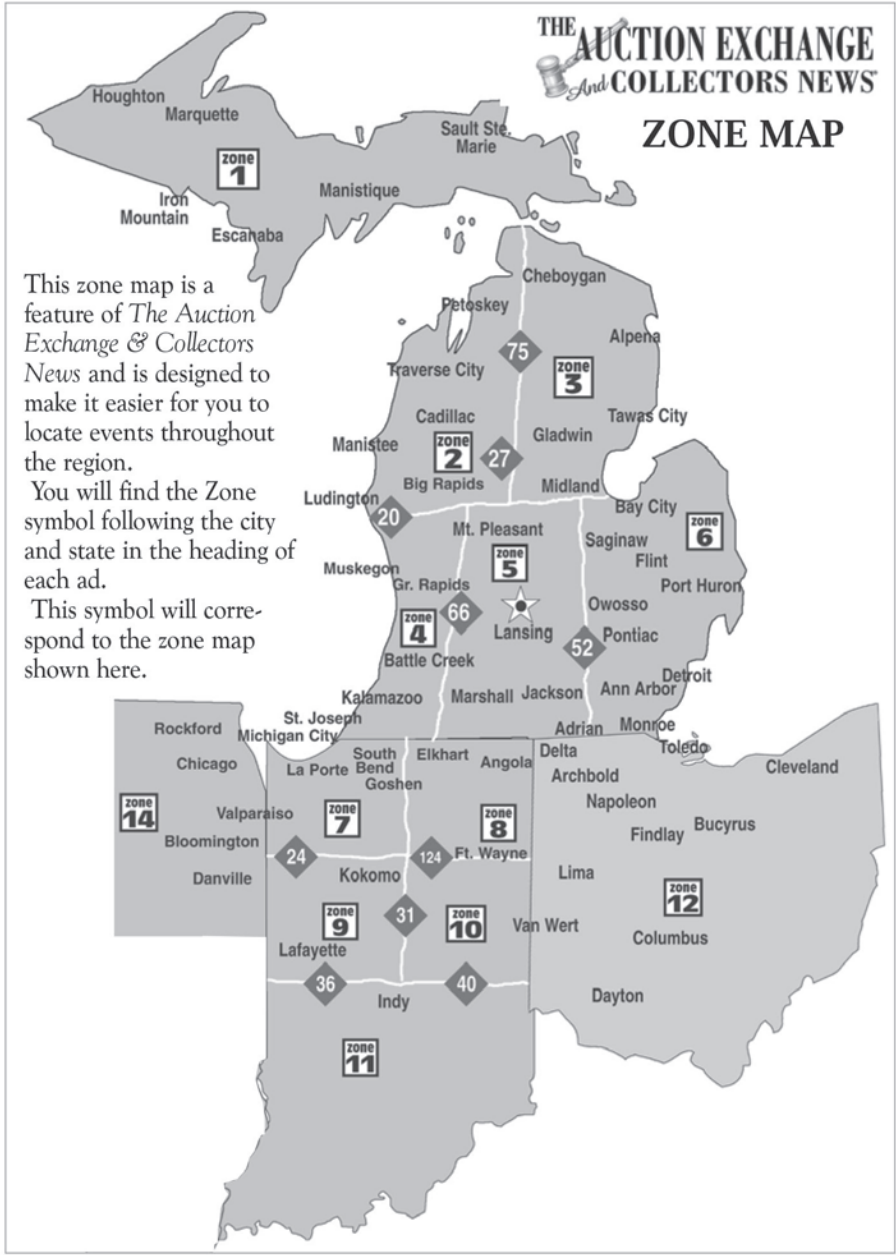 THE
AUCTION EXCHANGE
And COLLECTORS NEWS
ZONE MAP
Houghton
Marquette
Sault Ste.
Marie
zone
1
Manistique
Iron
Mountain
Escanaba
This zone map is a
feature of The Auction
Exchange & Collectors
News and is designed to
make it easier for you to
locate events throughout
the region.
You will find the Zone
symbol following the city
and state in the heading of
each ad.
This symbol will corre-
spond to the zone map
shown here.
Cheboygan
Petoskey
Alpena
75
Traverse City
zone
3
Cadillac
Tawas City
Manistee
Gladwin
zone
2
27
Big Rapids
Midland
Ludington
20
Bay City
Mt. Pleasant
Saginaw
zone
6
Flint
zone
5
Muskegon
Gr. Rapids
Port Huron
66
Owosso
zone
4
Lansing
Pontiac
52
Battle Creek
Detroit
Kalamazoo
Marshall
Jackson
Ann Arbor
St. Joseph
Michigan City
Adrian
Monroe
Toledo
Rockford
Chicago
La Porte
South
Bend
Elkhart
Goshen
Angola
Delta
Archbold
Cleveland
Napoleon
zone
14
Valparaiso
zone
7
zone
8
Findlay
Bucyrus
Bloomington
24
124
Ft. Wayne
Danville
Kokomo
Lima
zone
12
zone
9
31
zone
10
Van Wert
Columbus
Lafayette
36
40
Indy
Dayton
zone
11